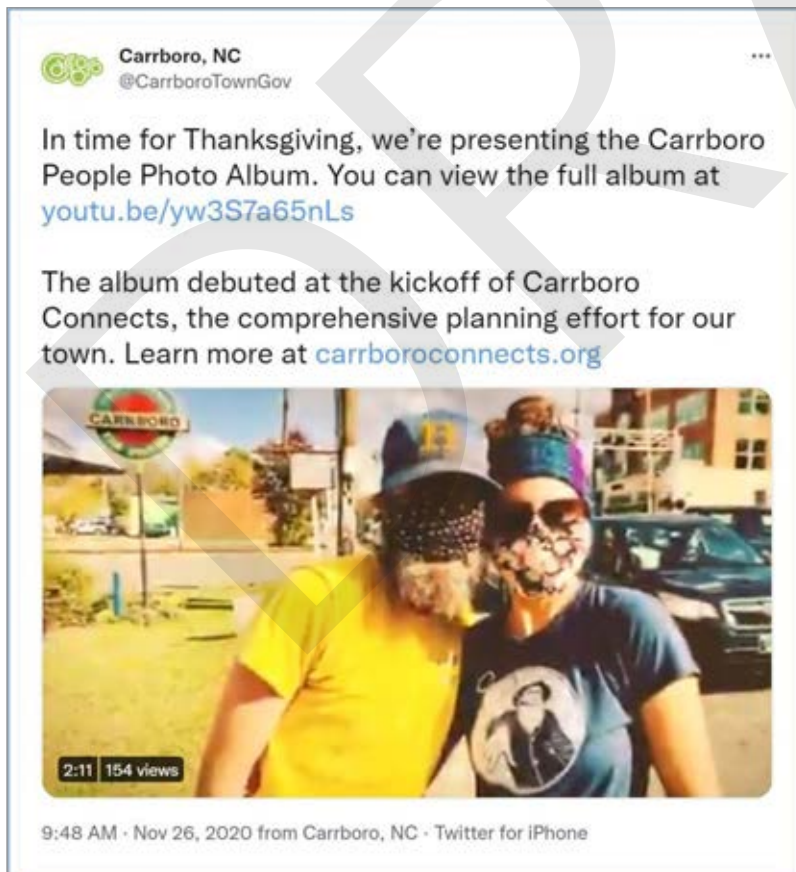 Carrboro, NC
@CarrboroTownGov
In time for Thanksgiving, we’re presenting the Carrboro
People Photo Album. You can view the full album at
youtu.be/yw3S7a65nLs
The album debuted at the kickoff of Carrboro
Connects, the comprehensive planning effort for our
town. Learn more at carrboroconnects.org
CARRBORO
2:11 154 views
9:48 AM · Nov 26, 2020 from Carrboro, NC · Twitter for iPhone